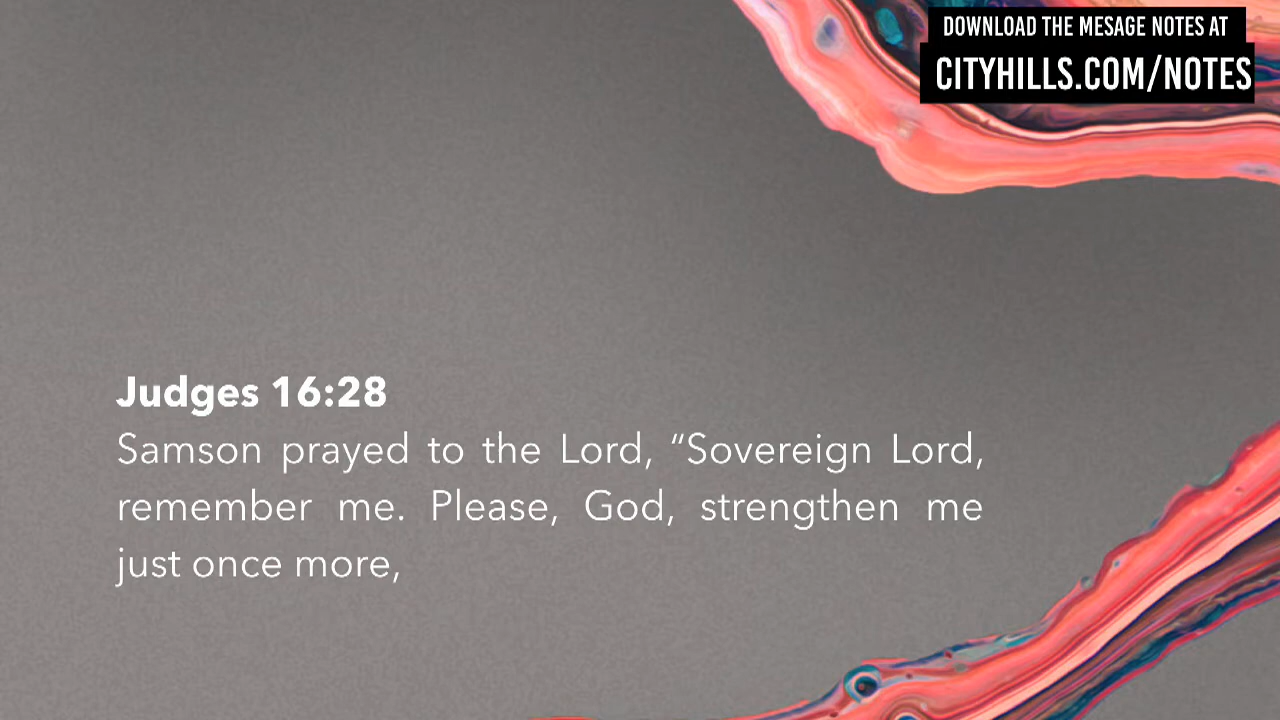 DOWNLOAD THE MESAGE NOTES AT
CITYHILLS.COM/NOTES
Judges 16:28
Samson prayed to the Lord, “Sovereign Lord,
remember me. Please, God, strengthen me
just once more,